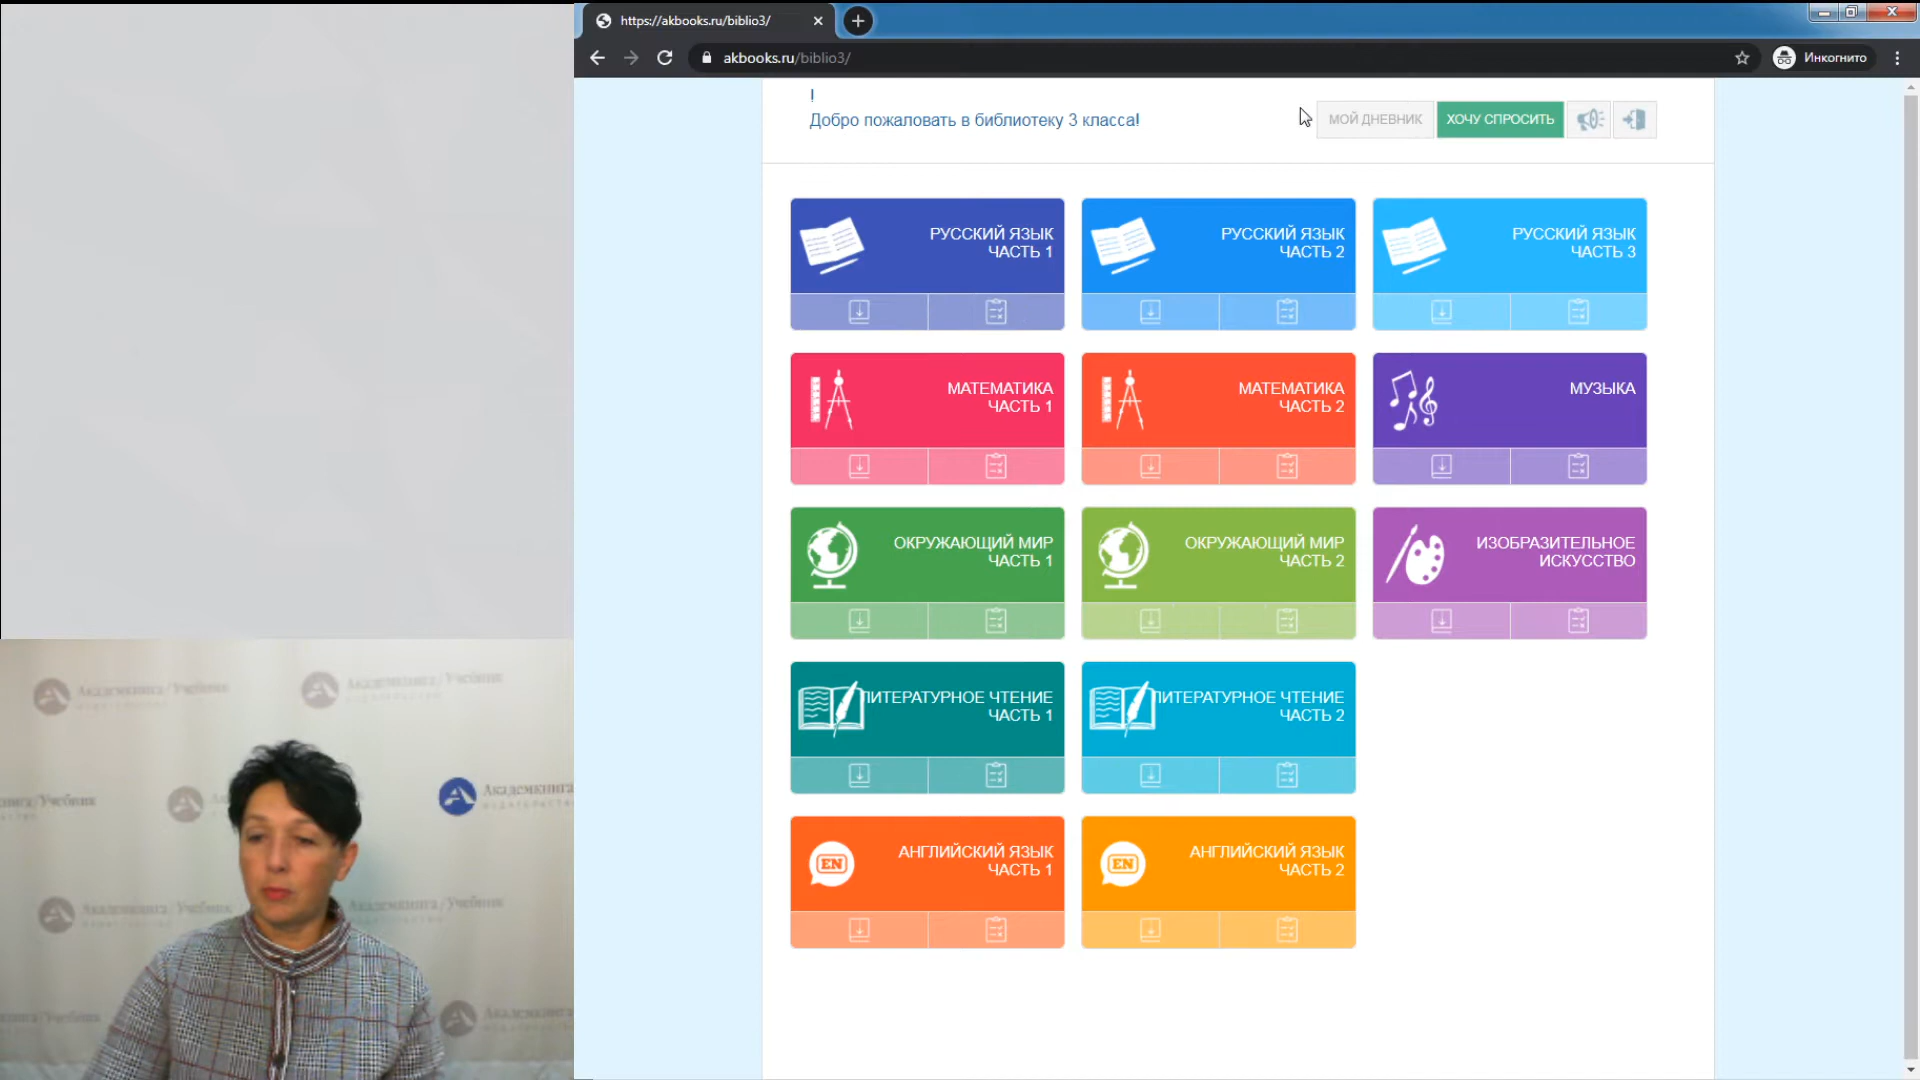 https://akbooks.ru/biblio3/
akbooks.ru/biblio3/
Инкогнито
!
Добро пожаловать в библиотеку 3 класса!
МОЙ ДНЕВНИК
ХОЧУ СПРОСИТЬ
РУССКИЙ ЯЗЫК
ЧАСТЬ 1
РУССКИЙ ЯЗЫК
ЧАСТЬ 2
РУССКИЙ ЯЗЫК
ЧАСТЬ 3
МАТЕМАТИКА
ЧАСТЬ 1
МАТЕМАТИКА
ЧАСТЬ 2
МУЗЫКА
ОКРУЖАЮЩИЙ МИР
ЧАСТЬ 1
ОКРУЖАЮЩИЙ МИР
ЧАСТЬ 2
ИЗОБРАЗИТЕЛЬНОЕ
ИСКУССТВО
ЛИТЕРАТУРНОЕ ЧТЕНИЕ
ЧАСТЬ 1
ЛИТЕРАТУРНОЕ ЧТЕНИЕ
ЧАСТЬ 2
EN
АНГЛИЙСКИЙ ЯЗЫК
ЧАСТЬ 1
EN
АНГЛИЙСКИЙ ЯЗЫК
ЧАСТЬ 2
Академкнига/Учебник
Академкнига/Учебник
Академкнига